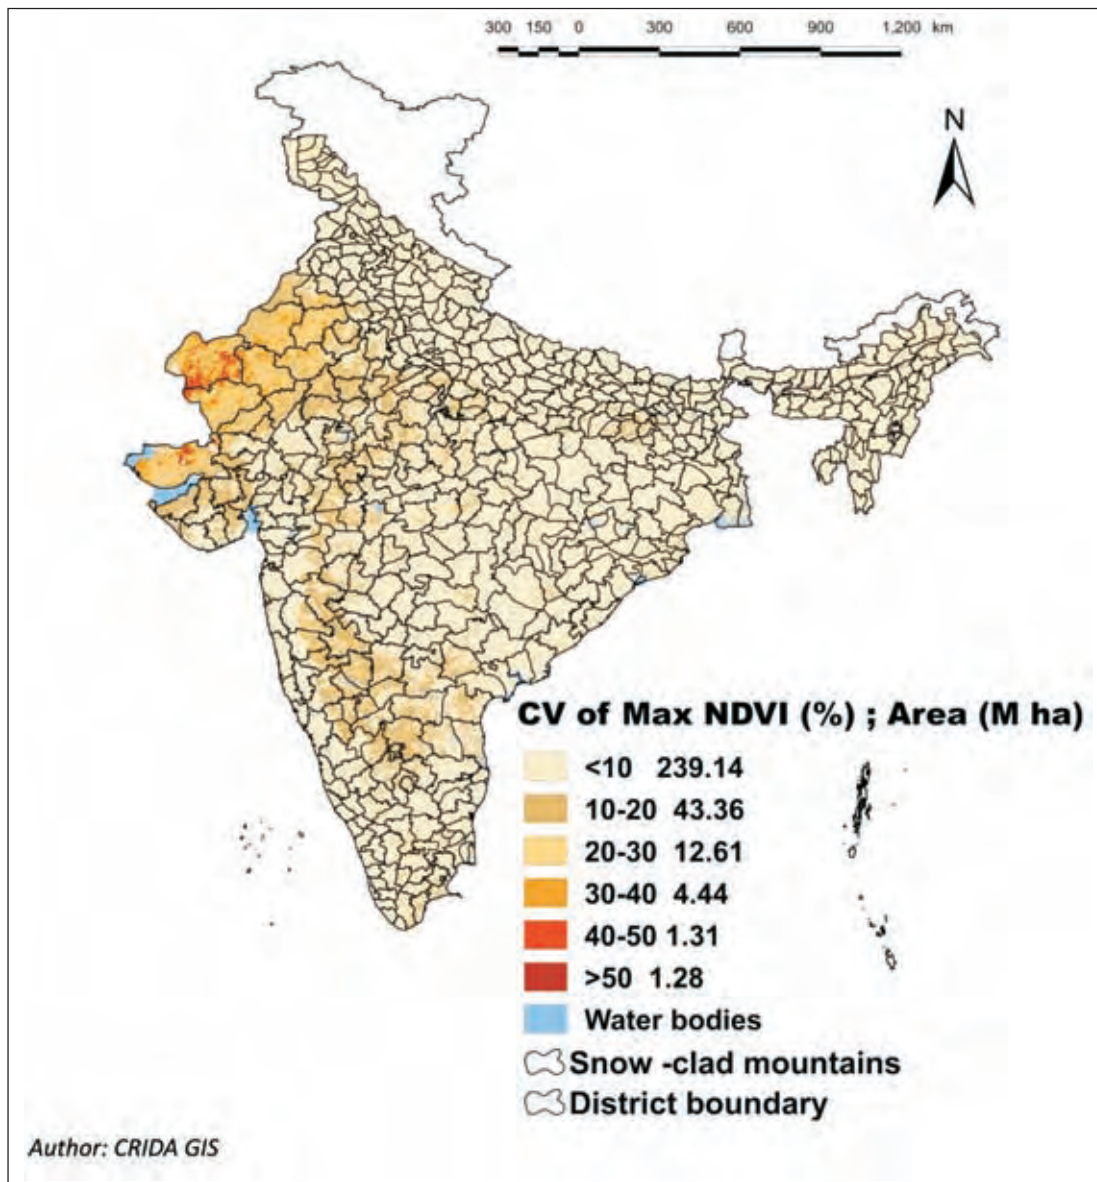 300 150 0 300 600 900 1,200 km
N
CV of Max NDVI (%) ; Area (M ha)
<10 239.14
10-20 43.36
20-30 12.61
30-40 4.44
40-50 1.31
>50 1.28
Water bodies
Snow -clad mountains
District boundary
Author: CRIDA GIS